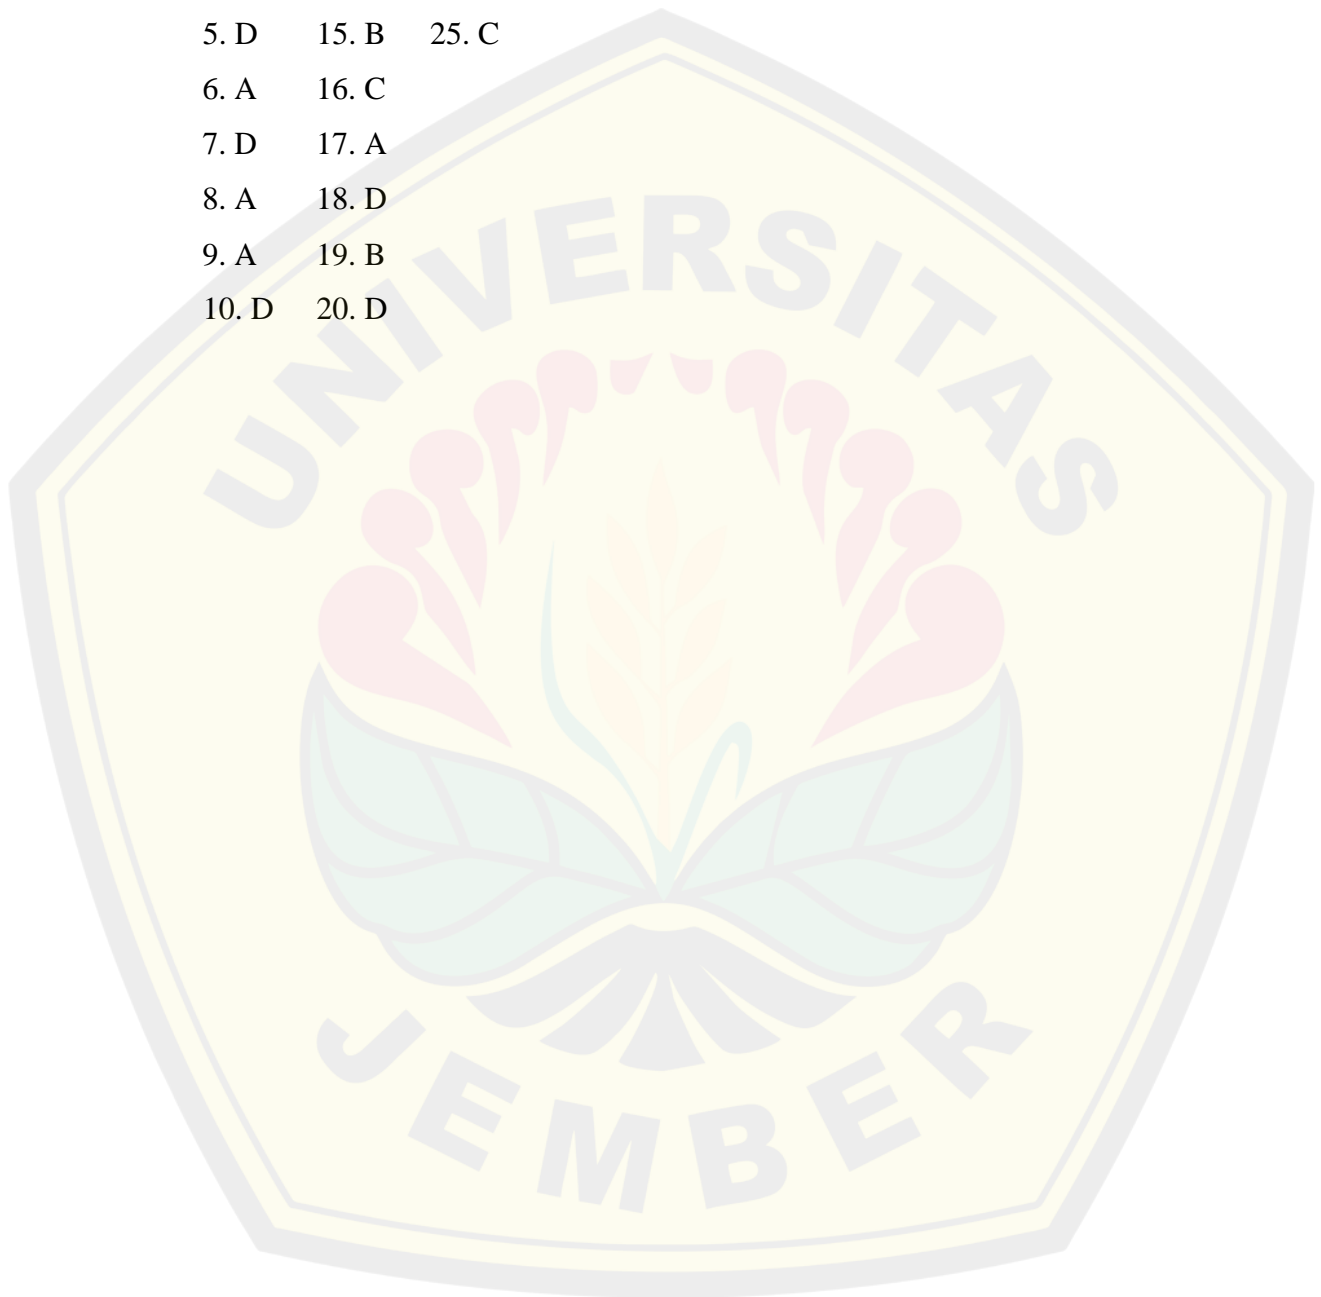 5. D 15. B 25. C
6. A 16. C
7. D 17. A
8. A 18. D
9. A 19. B
10. D 20. D
UNIVERSITAS
JEMBER